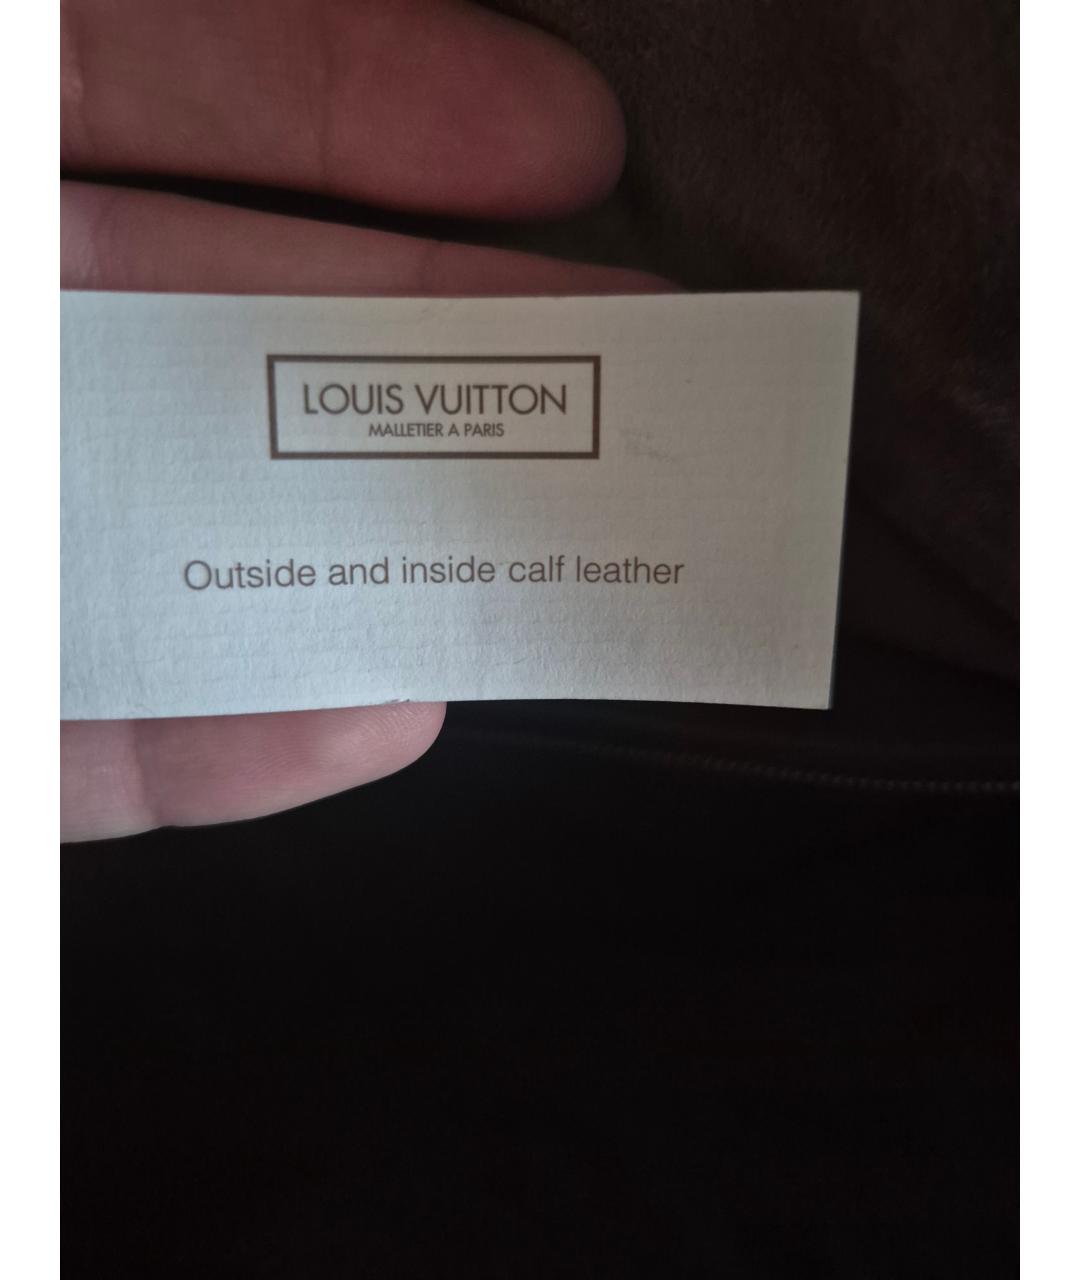 LOUIS VUITTON
MALLETIER A PARIS
Outside and inside calf leather